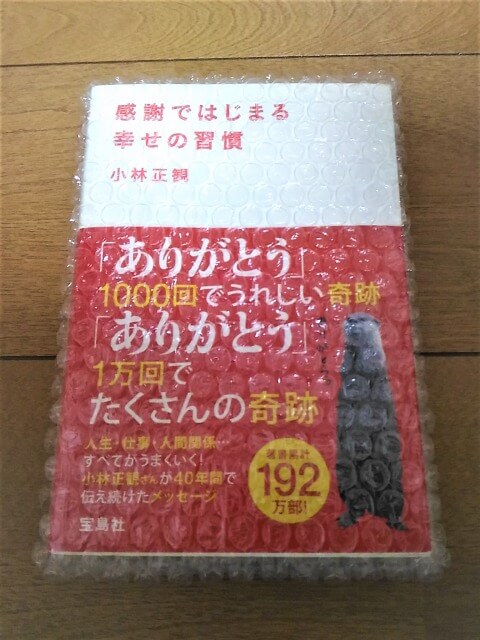 感謝ではじまる
幸せの習慣
小林正観
「ありがとう」
1000回でうれしい奇跡
「ありがとう」
1万回で
たくさんの奇跡
人生・仕事・人間関係…
すべてがうまくいく!
小林正観さんが40年間で
伝え続けたメッセージ
著書累計
192
万部!
宝島社